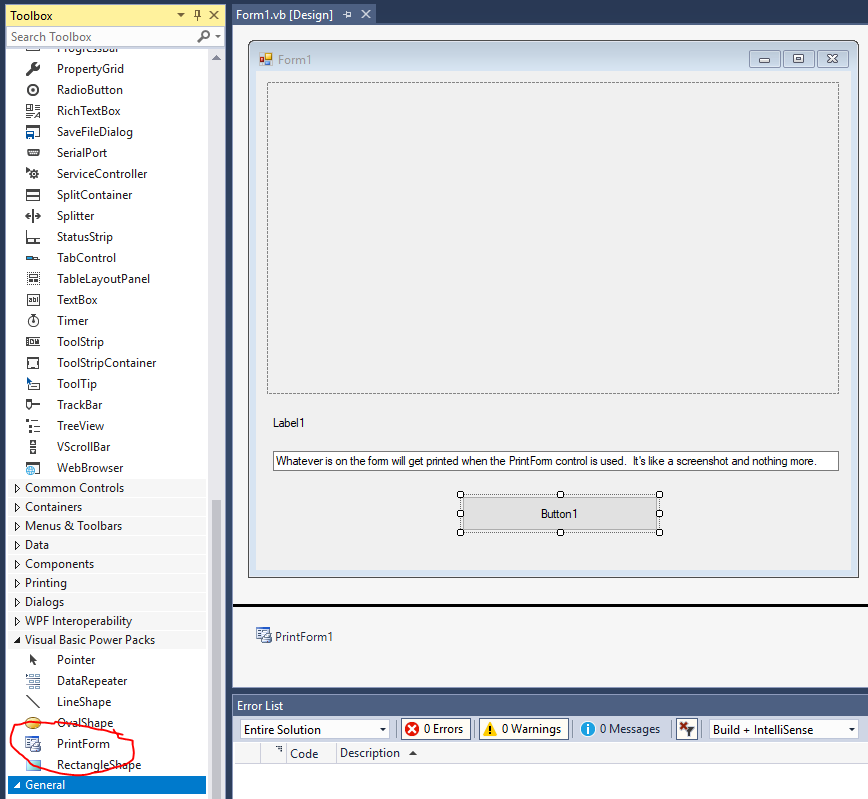 Toolbox
Search Toolbox
ProgressBar
PropertyGrid
RadioButton
RichTextBox
SaveFileDialog
SerialPort
ServiceController
SplitContainer
Splitter
StatusStrip
TabControl
TableLayoutPanel
TextBox
Timer
ToolStrip
ToolStripContainer
ToolTip
TrackBar
TreeView
VScrollBar
WebBrowser
Common Controls
Containers
Menus & Toolbars
Data
Components
Printing
Dialogs
WPF Interoperability
Visual Basic Power Packs
Pointer
DataRepeater
LineShape
OvalShape
PrintForm
RectangleShape
General
Form1.vb [Design]
Form1
Label1
Whatever is on the form will get printed when the PrintForm control is used.  It's like a screenshot and nothing more.
Button1
PrintForm1
Error List
Entire Solution
0 Errors
0 Warnings
0 Messages
Build + IntelliSense
Code
Description